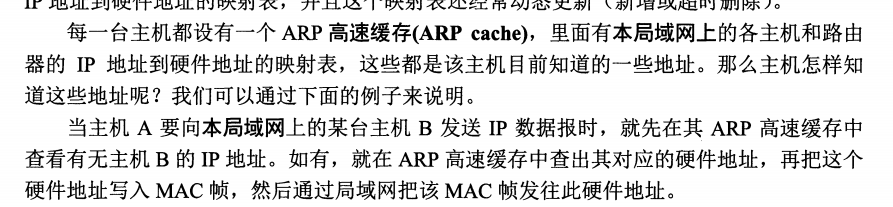 IP地址到硬件地址的映射表，并且这个映射表还经常动态更新（新增或超时删除）。
每一台主机都设有一个 ARP 高速缓存(ARP cache)，里面有本局域网上的各主机和路由
器的 IP 地址到硬件地址的映射表，这些都是该主机目前知道的一些地址。那么主机怎样知
道这些地址呢？我们可以通过下面的例子来说明。
当主机 A 要向本局域网上的某台主机 B 发送 IP 数据报时，就先在其 ARP 高速缓存中
查看有无主机 B 的 IP 地址。如有，就在 ARP 高速缓存中查出其对应的硬件地址，再把这个
硬件地址写入 MAC 帧，然后通过局域网把该 MAC 帧发往此硬件地址。